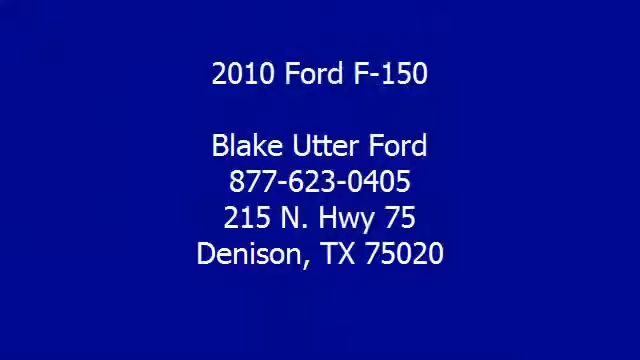 2010 Ford F-150
Blake Utter Ford
877-623-0405
215 N. Hwy 75
Denison, TX 75020